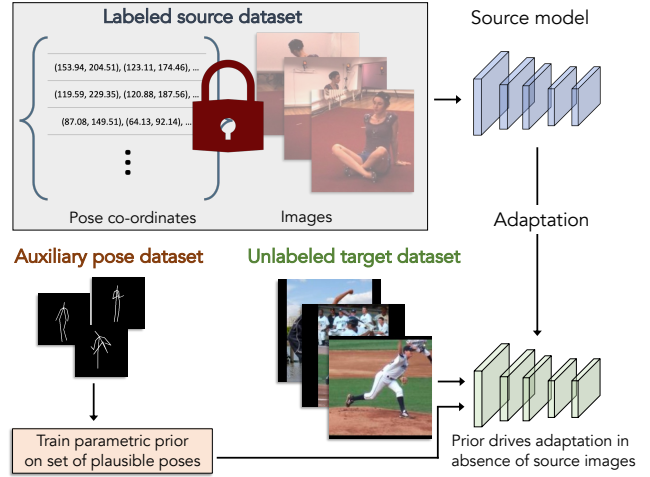 Labeled source dataset
Source model
(153.94, 204.51), (123.11, 174.46), ...
(119.59, 229.35), (120.88, 187.56), ...
(87.08, 149.51), (64.13, 92.14), ...
Pose co-ordinates
Images
Adaptation
Auxiliary pose dataset
Unlabeled target dataset
Train parametric prior
on set of plausible poses
Prior drives adaptation in
absence of source images